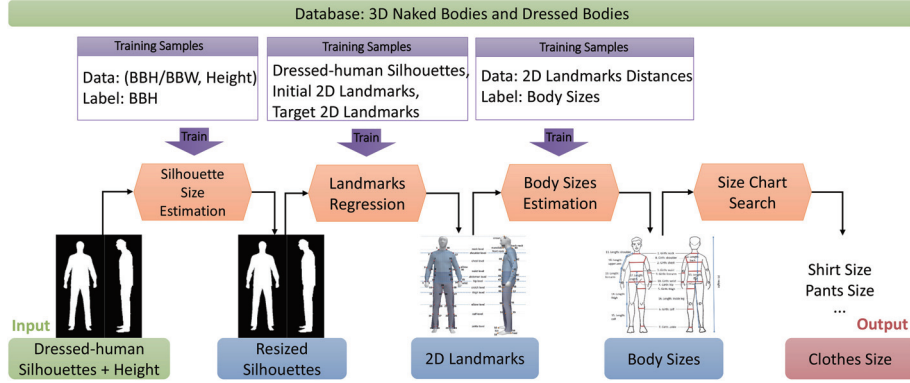 Database: 3D Naked Bodies and Dressed Bodies
Training Samples
Data: (BBH/BBW, Height)
Label: BBH
Training Samples
Dressed-human Silhouettes,
Initial 2D Landmarks,
Target 2D Landmarks
Training Samples
Data: 2D Landmarks Distances
Label: Body Sizes
Train
Train
Train
Silhouette
Size
Estimation
Landmarks
Regression
Body Sizes
Estimation
Size Chart
Search
Shirt Size
Pants Size
...
Input
Output
Dressed-human
Silhouettes + Height
Resized
Silhouettes
2D Landmarks
Body Sizes
Clothes Size